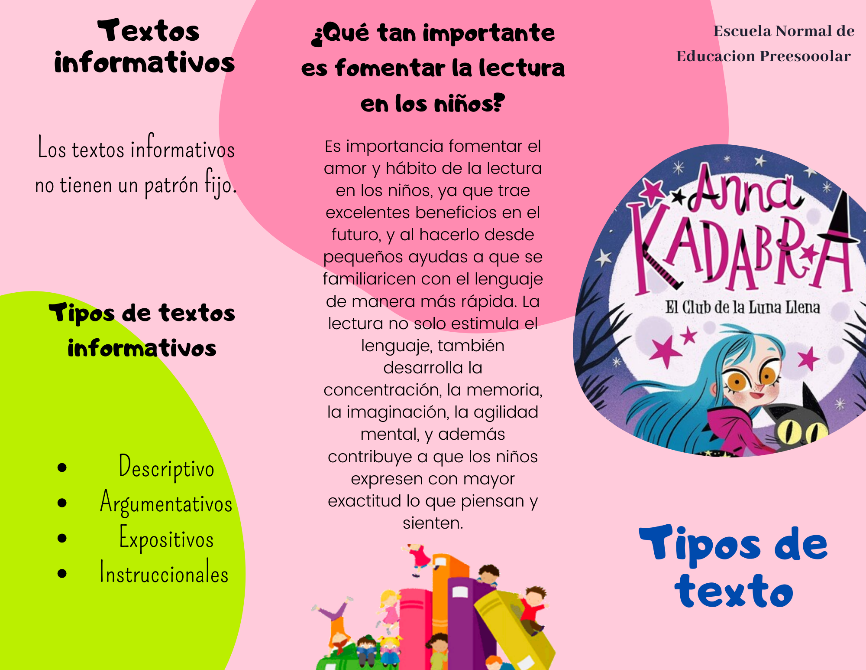 Textos
informativos
Los textos informativos
no tienen un patrón fijo.
Tipos de textos
informativos
• Descriptivo
• Argumentativos
• Expositivos
• Instruccionales
¿Qué tan importante
es fomentar la lectura
en los niños?
Es importancia fomentar el
amor y hábito de la lectura
en los niños, ya que trae
excelentes beneficios en el
futuro, y al hacerlo desde
pequeños ayudas a que se
familiaricen con el lenguaje
de manera más rápida. La
lectura no solo estimula el
lenguaje, también
desarrolla la
concentración, la memoria,
la imaginación, la agilidad
mental, y además
contribuye a que los niños
expresen con mayor
exactitud lo que piensan y
sienten.
Escuela Normal de
Educacion Preesooolar
Anna
KADABRA
El Club de la Luna Llena
Tipos de
texto